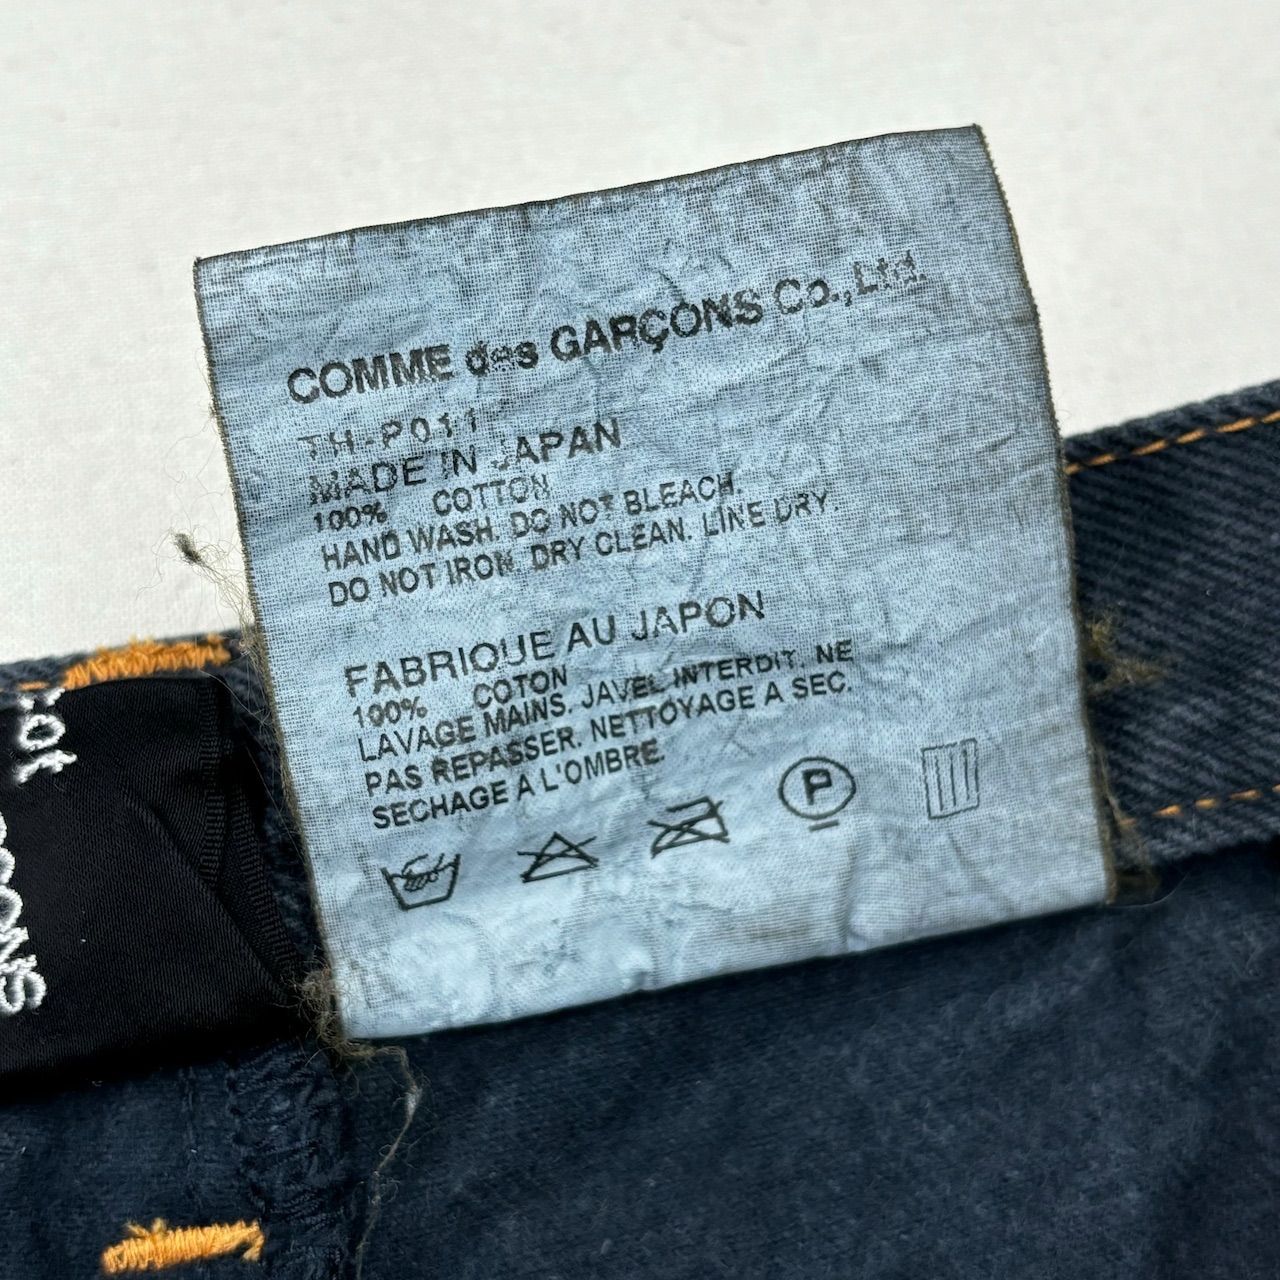 COMME des GARÇONS Co.,Ltd.
TH-P011
MADE IN JAPAN
100% COTTON
HAND WASH. DO NOT BLEACH.
DO NOT IRON. DRY CLEAN. LINE DRY.
FABRIQUE AU JAPON
100% COTON
LAVAGE MAINS. JAVEL INTERDIT. NE
PAS REPASSER. NETTOYAGE A SEC.
SECHAGE A L'OMBRE.
P